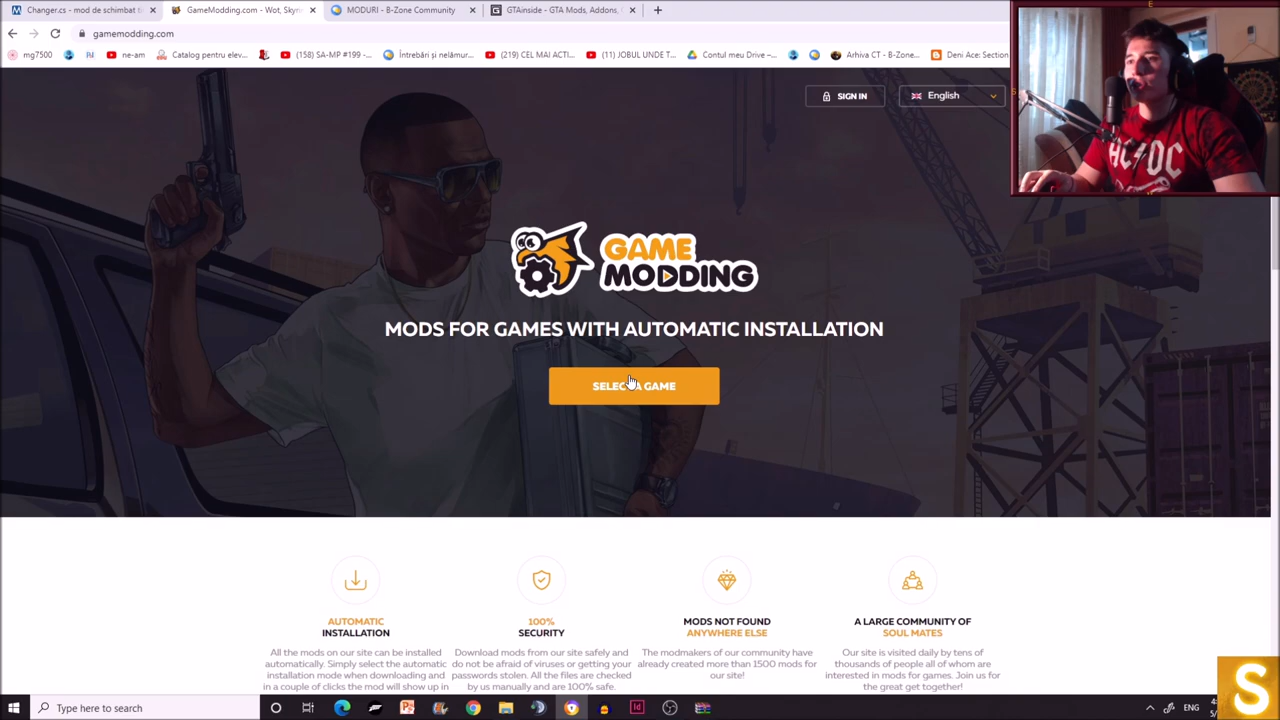 Changer.cs - mod de schimbat ti
GameModding.com - Wot, Skyri
MODURI - B-Zone Community
GTAinside - GTA Mods, Addons,
gamemodding.com
mg7500
ne-am
Catalog pentru elev...
(158) SA-MP #199 -...
Întrebări și nelămur...
(219) CEL MAI ACTI...
(11) JOBUL UNDE T...
Contul meu Drive –...
Arhiva CT - B-Zone...
Deni Ace: Section
SIGN IN
English
AC/DC
GAME
MODDING
MODS FOR GAMES WITH AUTOMATIC INSTALLATION
SELECT A GAME
AUTOMATIC
INSTALLATION
All the mods on our site can be installed
automatically. Simply select the automatic
installation mode when downloading and
in a couple of clicks the mod will show up in
100%
SECURITY
Download mods from our site safely and
do not be afraid of viruses or getting your
passwords stolen. All the files are checked
by us manually and are 100% safe.
MODS NOT FOUND
ANYWHERE ELSE
The modmakers of our community have
already created more than 1500 mods for
our site!
A LARGE COMMUNITY OF
SOUL MATES
Our site is visited daily by tens of
thousands of people all of whom are
interested in mods for games. Join us for
the great get together!
S
Type here to search
ENG